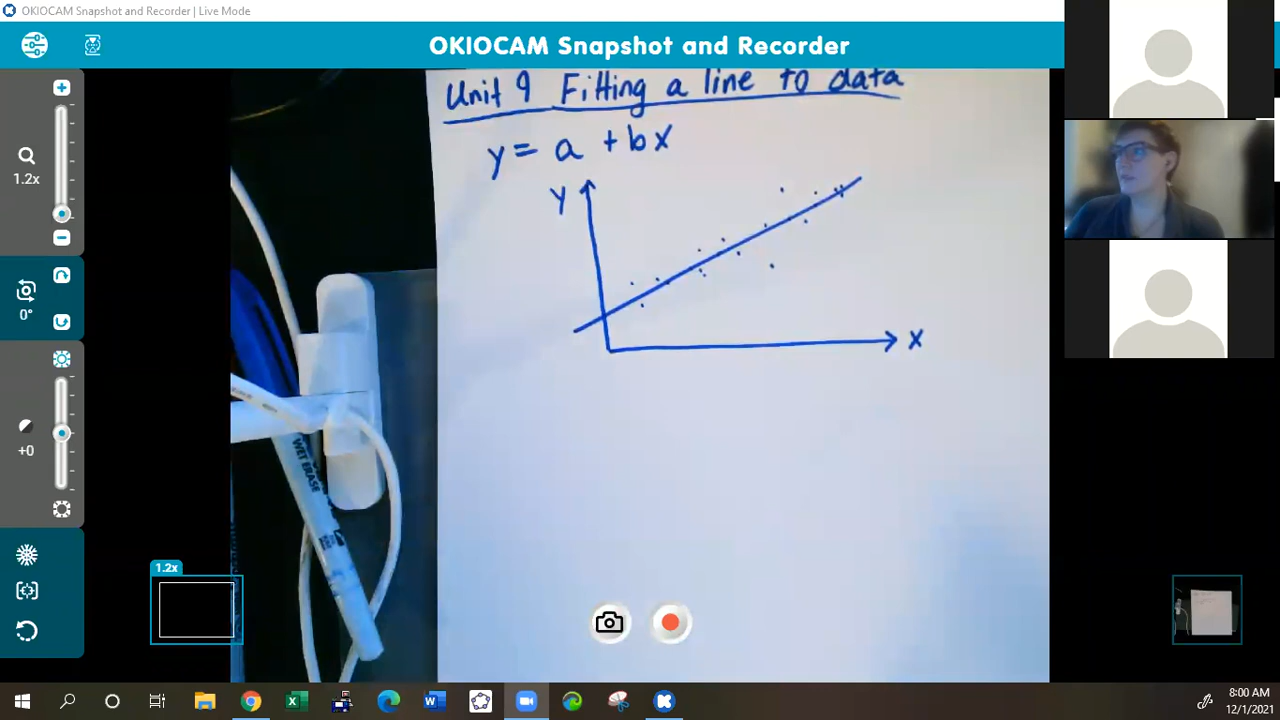 OKIOCAM Snapshot and Recorder | Live Mode
OKIOCAM Snapshot and Recorder
Unit 9 Fitting a line to data
y = a + bx
y
x
1.2x
0°
+0
WET ERASE
1.2x
8:00 AM
12/1/2021